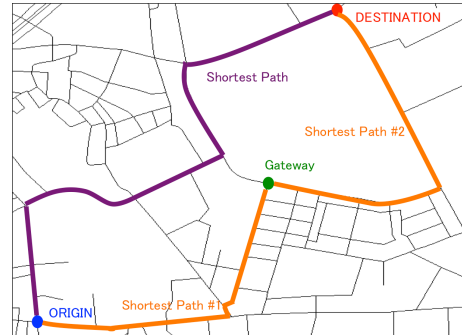 DESTINATION
Shortest Path
Shortest Path #2
Gateway
Shortest Path #1
ORIGIN